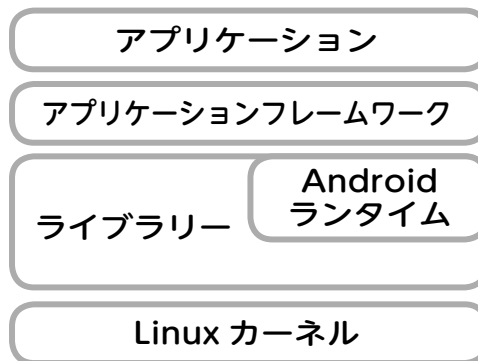 アプリケーション
アプリケーションフレームワーク
ライブラリー
Android
ランタイム
Linux カーネル